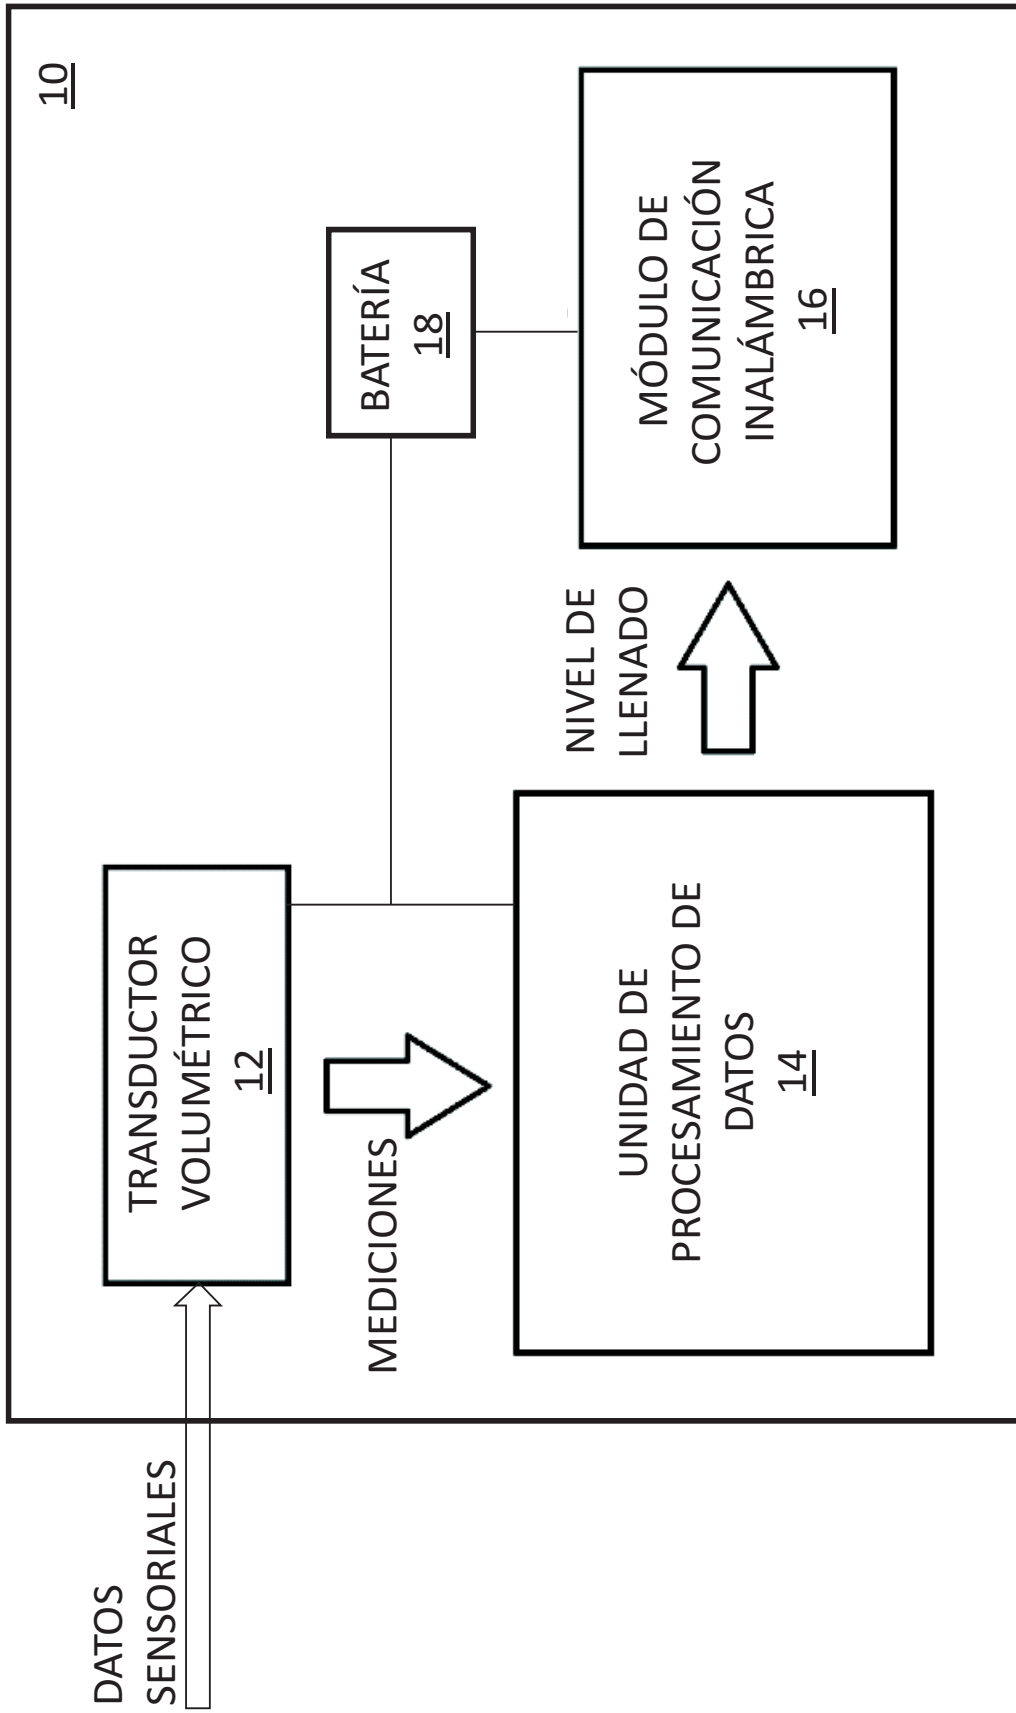 10
DATOS
SENSORIALES
TRANSDUCTOR
VOLUMÉTRICO
12
BATERÍA
18
MEDICIONES
UNIDAD DE
PROCESAMIENTO DE
DATOS
14
NIVEL DE
LLENADO
MÓDULO DE
COMUNICACIÓN
INALÁMBRICA
16